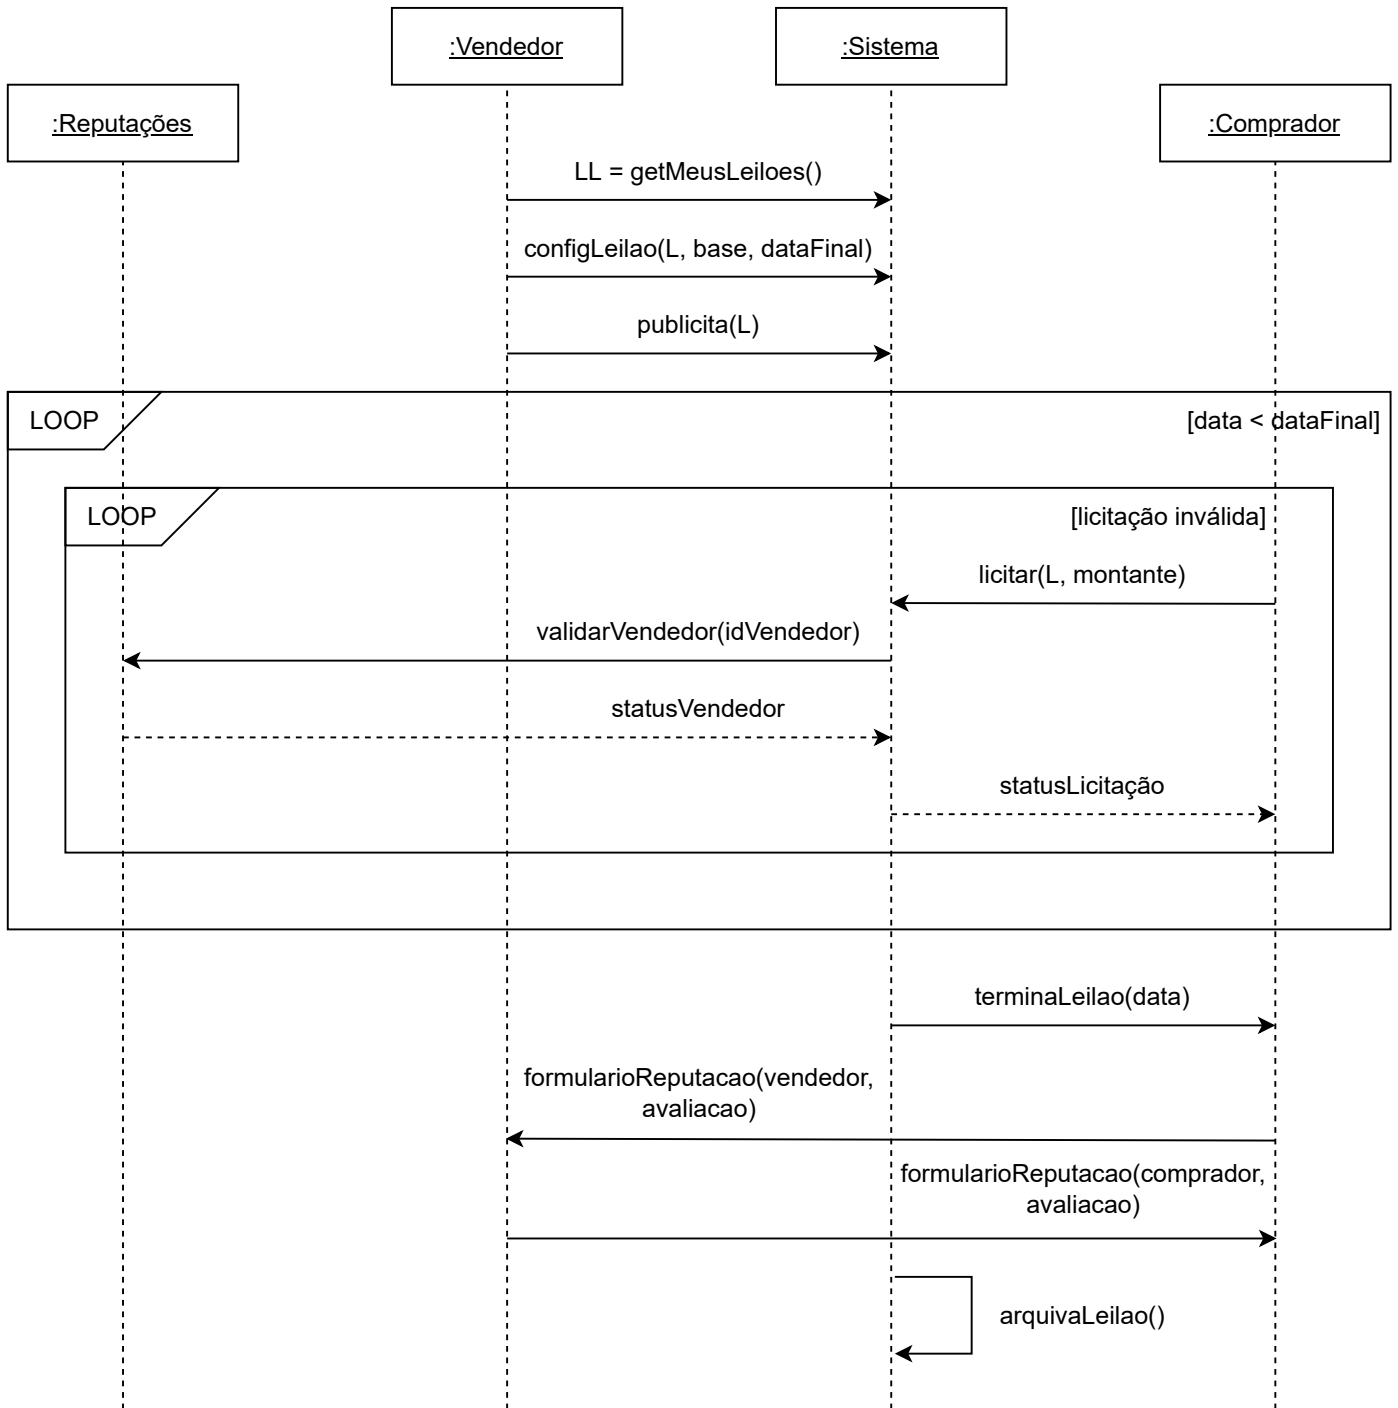 :Vendedor
:Sistema
:Reputações
:Comprador
LL = getMeusLeiloes()
configLeilao(L, base, dataFinal)
publicita(L)
LOOP
[data < dataFinal]
LOOP
[licitação inválida]
licitar(L, montante)
validarVendedor(idVendedor)
statusVendedor
statusLicitação
terminaLeilao(data)
formularioReputacao(vendedor,
avaliacao)
formularioReputacao(comprador,
avaliacao)
arquivaLeilao()